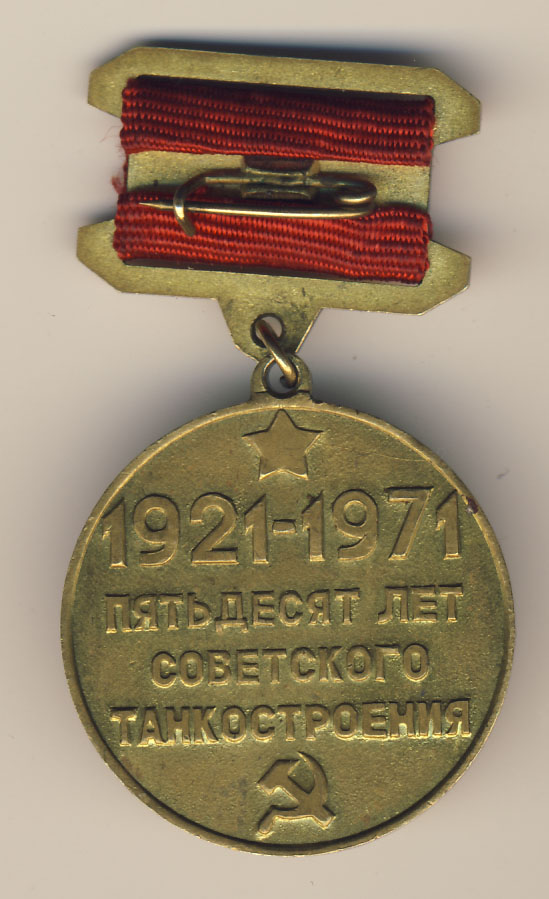 1921-1971
ПЯТЬДЕСЯТ ЛЕТ
СОВЕТСКОГО
ТАНКОСТРОЕНИЯ